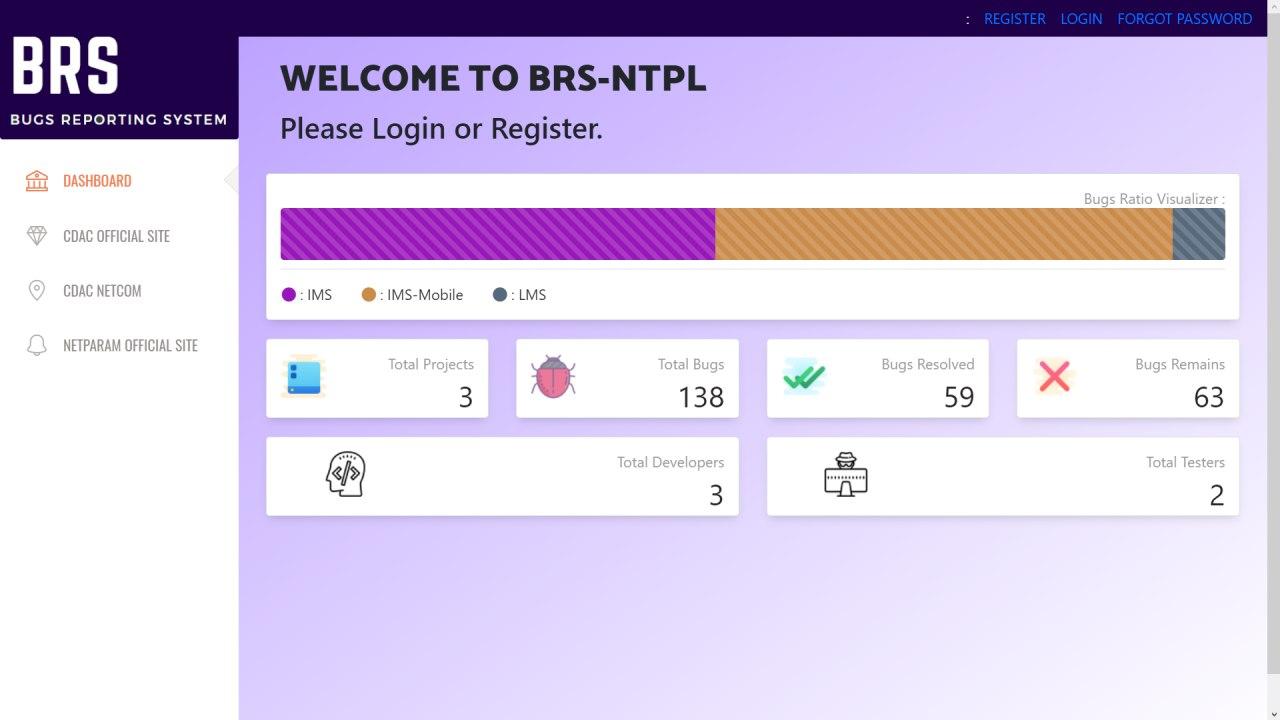 : REGISTER LOGIN FORGOT PASSWORD
BRS
BUGS REPORTING SYSTEM
DASHBOARD
CDAC OFFICIAL SITE
CDAC NETCOM
NETPARAM OFFICIAL SITE
WELCOME TO BRS-NTPL
Please Login or Register.
Bugs Ratio Visualizer :
: IMS : IMS-Mobile : LMS
Total Projects
3
Total Bugs
138
Bugs Resolved
59
Bugs Remains
63
Total Developers
3
Total Testers
2